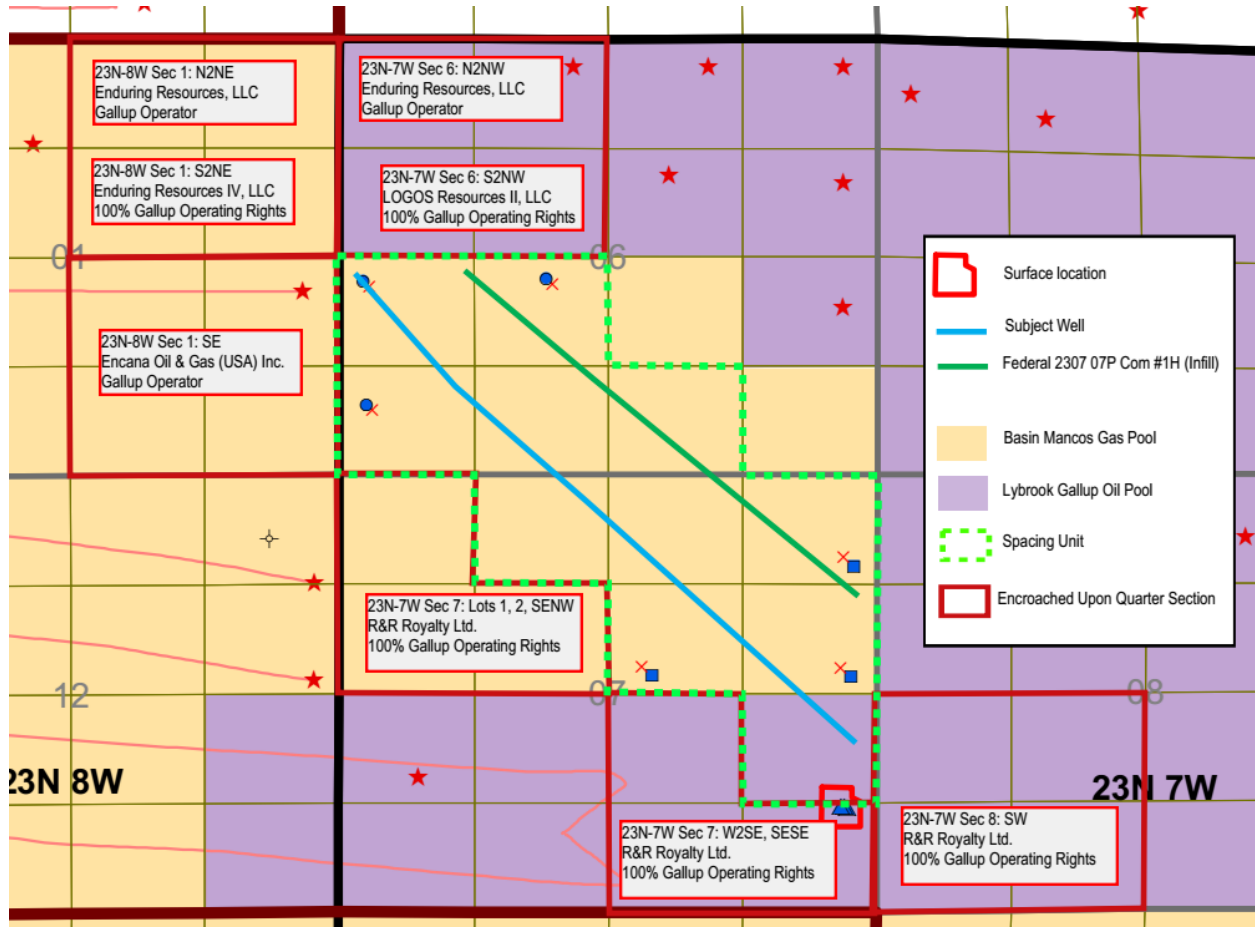 23N-8W Sec 1: N2NE
Enduring Resources, LLC
Gallup Operator
23N-7W Sec 6: N2NW
Enduring Resources, LLC
Gallup Operator
23N-8W Sec 1: S2NE
Enduring Resources IV, LLC
100% Gallup Operating Rights
23N-7W Sec 6: S2NW
LOGOS Resources II, LLC
100% Gallup Operating Rights
01
06
Surface location
Subject Well
Federal 2307 07P Com #1H (Infill)
Basin Mancos Gas Pool
Lybrook Gallup Oil Pool
Spacing Unit
Encroached Upon Quarter Section
23N-8W Sec 1: SE
Encana Oil & Gas (USA) Inc.
Gallup Operator
23N-7W Sec 7: Lots 1, 2, SENW
R&R Royalty Ltd.
100% Gallup Operating Rights
12
07
08
23N 8W
23N 7W
23N-7W Sec 7: W2SE, SESE
R&R Royalty Ltd.
100% Gallup Operating Rights
23N-7W Sec 8: SW
R&R Royalty Ltd.
100% Gallup Operating Rights